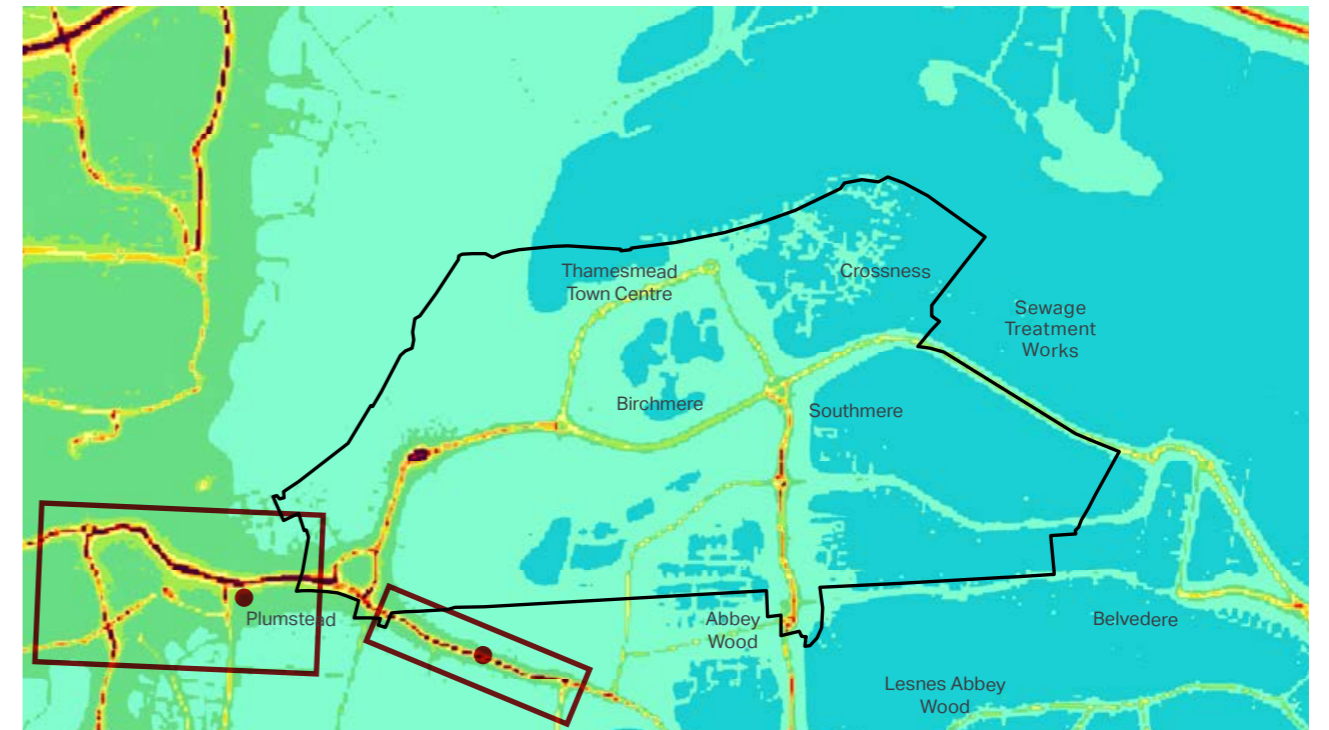 Thamesmead
Town Centre
Crossness
Sewage
Treatment
Works
Birchmere
Southmere
Plumstead
Abbey
Wood
Belvedere
Lesnes Abbey
Wood